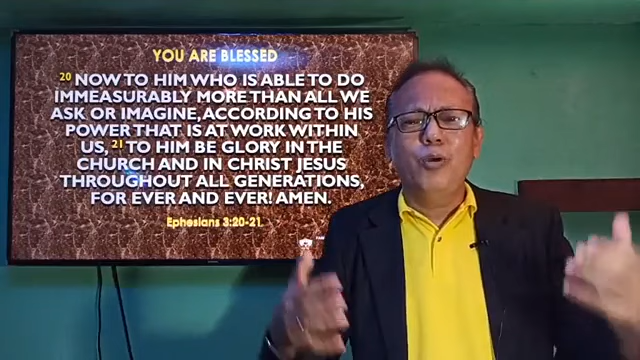 YOU ARE BLESSED
20 NOW TO HIM WHO IS ABLE TO DO
IMMEASURABLY MORE THAN ALL WE
ASK OR IMAGINE, ACCORDING TO HIS
POWER THAT IS AT WORK WITHIN
US, 21 TO HIM BE GLORY IN THE
CHURCH AND IN CHRIST JESUS
THROUGHOUT ALL GENERATIONS,
FOR EVER AND EVER! AMEN.
Ephesians 3:20-21